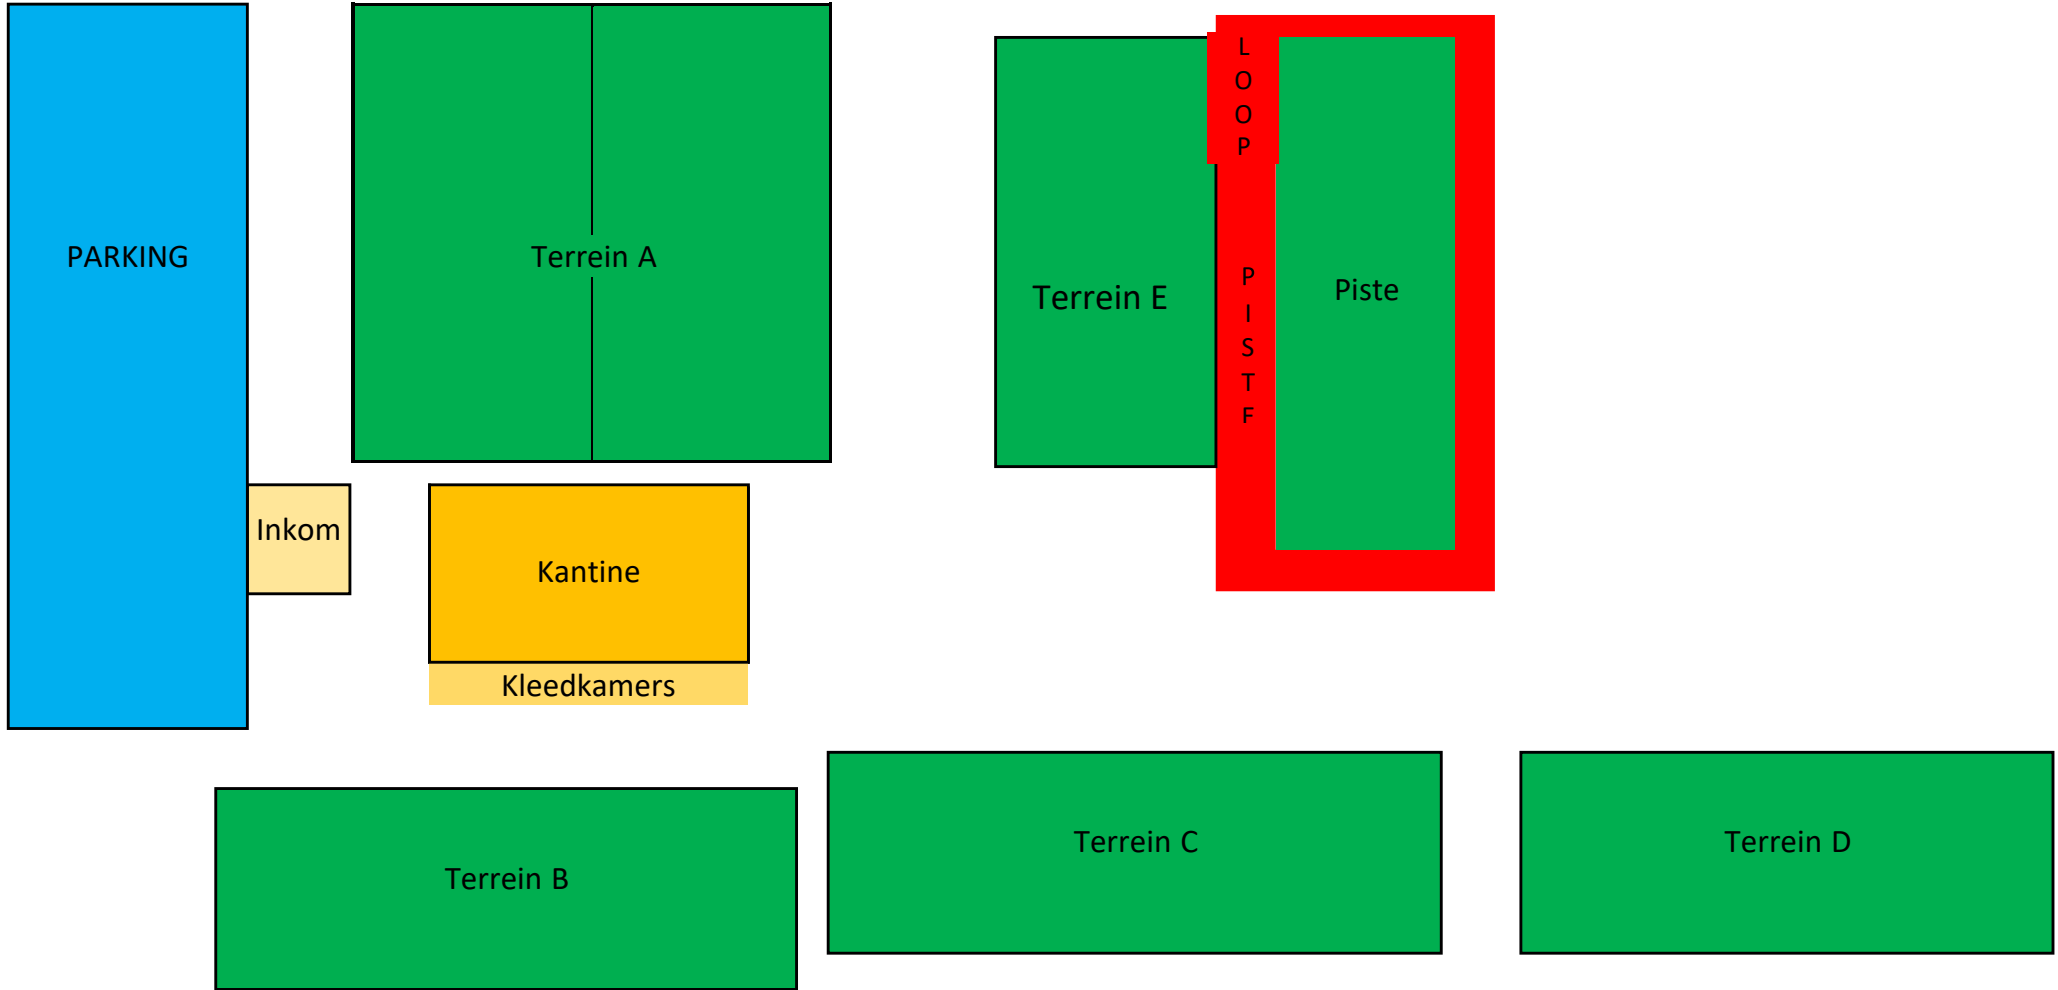 PARKING
Terrein A
Terrein E
L
O
O
P
P
I
S
T
F
Piste
Inkom
Kantine
Kleedkamers
Terrein B
Terrein C
Terrein D